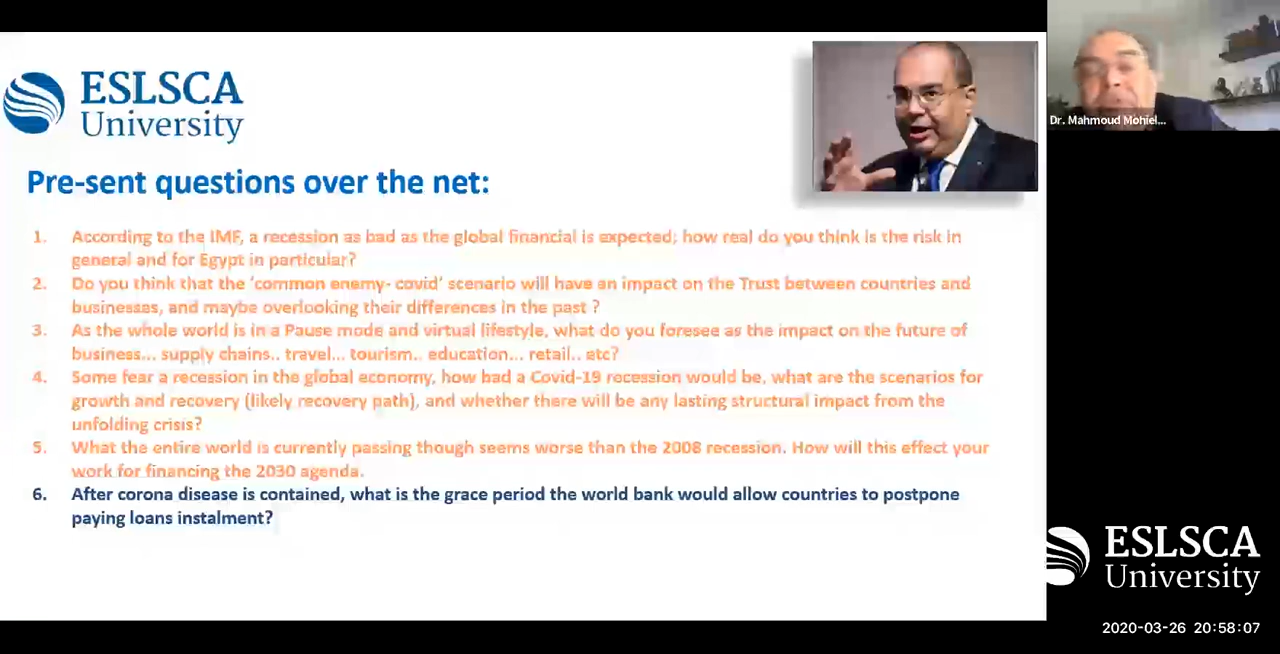 ESLSCA
University
Dr. Mahmoud Mohiel...
Pre-sent questions over the net:
1. According to the IMF, a recession as bad as the global financial is expected; how real do you think is the risk in
general and for Egypt in particular?
2. Do you think that the 'common enemy- covid' scenario will have an impact on the Trust between countries and
businesses, and maybe overlooking their differences in the past ?
3. As the whole world is in a Pause mode and virtual lifestyle, what do you foresee as the impact on the future of
business... supply chains.. travel... tourism.. education... retail.. etc?
4. Some fear a recession in the global economy, how bad a Covid-19 recession would be, what are the scenarios for
growth and recovery (likely recovery path), and whether there will be any lasting structural impact from the
unfolding crisis?
5. What the entire world is currently passing though seems worse than the 2008 recession. How will this effect your
work for financing the 2030 agenda.
6. After corona disease is contained, what is the grace period the world bank would allow countries to postpone
paying loans instalment?
ESLSCA
University
2020-03-26 20:58:07